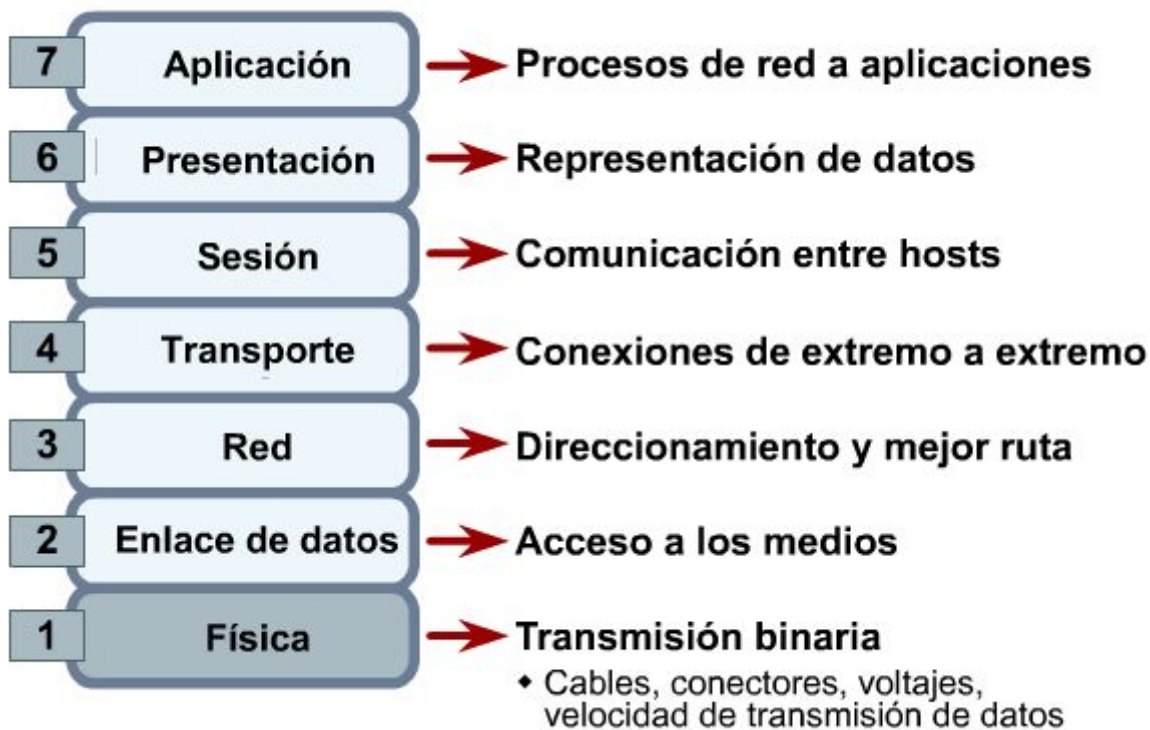 7 Aplicación Procesos de red a aplicaciones
6 Presentación Representación de datos
5 Sesión Comunicación entre hosts
4 Transporte Conexiones de extremo a extremo
3 Red Direccionamiento y mejor ruta
2 Enlace de datos Acceso a los medios
1 Física Transmisión binaria
◆ Cables, conectores, voltajes,
velocidad de transmisión de datos